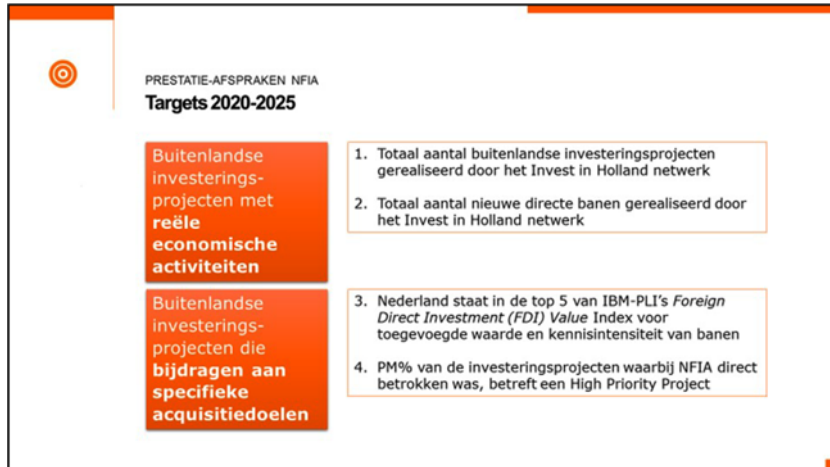 PRESTATIE-AFSPRAKEN NFIA
Targets 2020-2025
Buitenlandse
investerings-
projecten met
reële
economische
activiteiten
1. Totaal aantal buitenlandse investeringsprojecten
gerealiseerd door het Invest in Holland netwerk
2. Totaal aantal nieuwe directe banen gerealiseerd door
het Invest in Holland netwerk
Buitenlandse
investerings-
projecten die
bijdragen aan
specifieke
acquisitiedoelen
3. Nederland staat in de top 5 van IBM-PLI's Foreign
Direct Investment (FDI) Value Index voor
toegevoegde waarde en kennisintensiteit van banen
4. PM% van de investeringsprojecten waarbij NFIA direct
betrokken was, betreft een High Priority Project